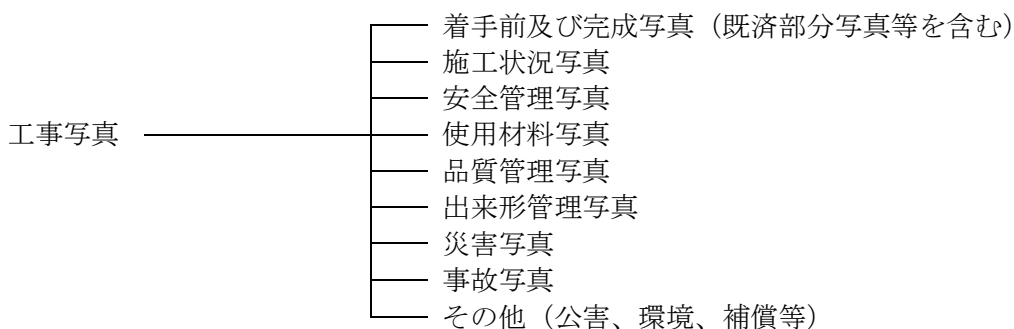 着手前及び完成写真（既済部分写真等を含む）
施工状況写真
安全管理写真
工事写真
使用材料写真
品質管理写真
出来形管理写真
災害写真
事故写真
その他（公害、環境、補償等）